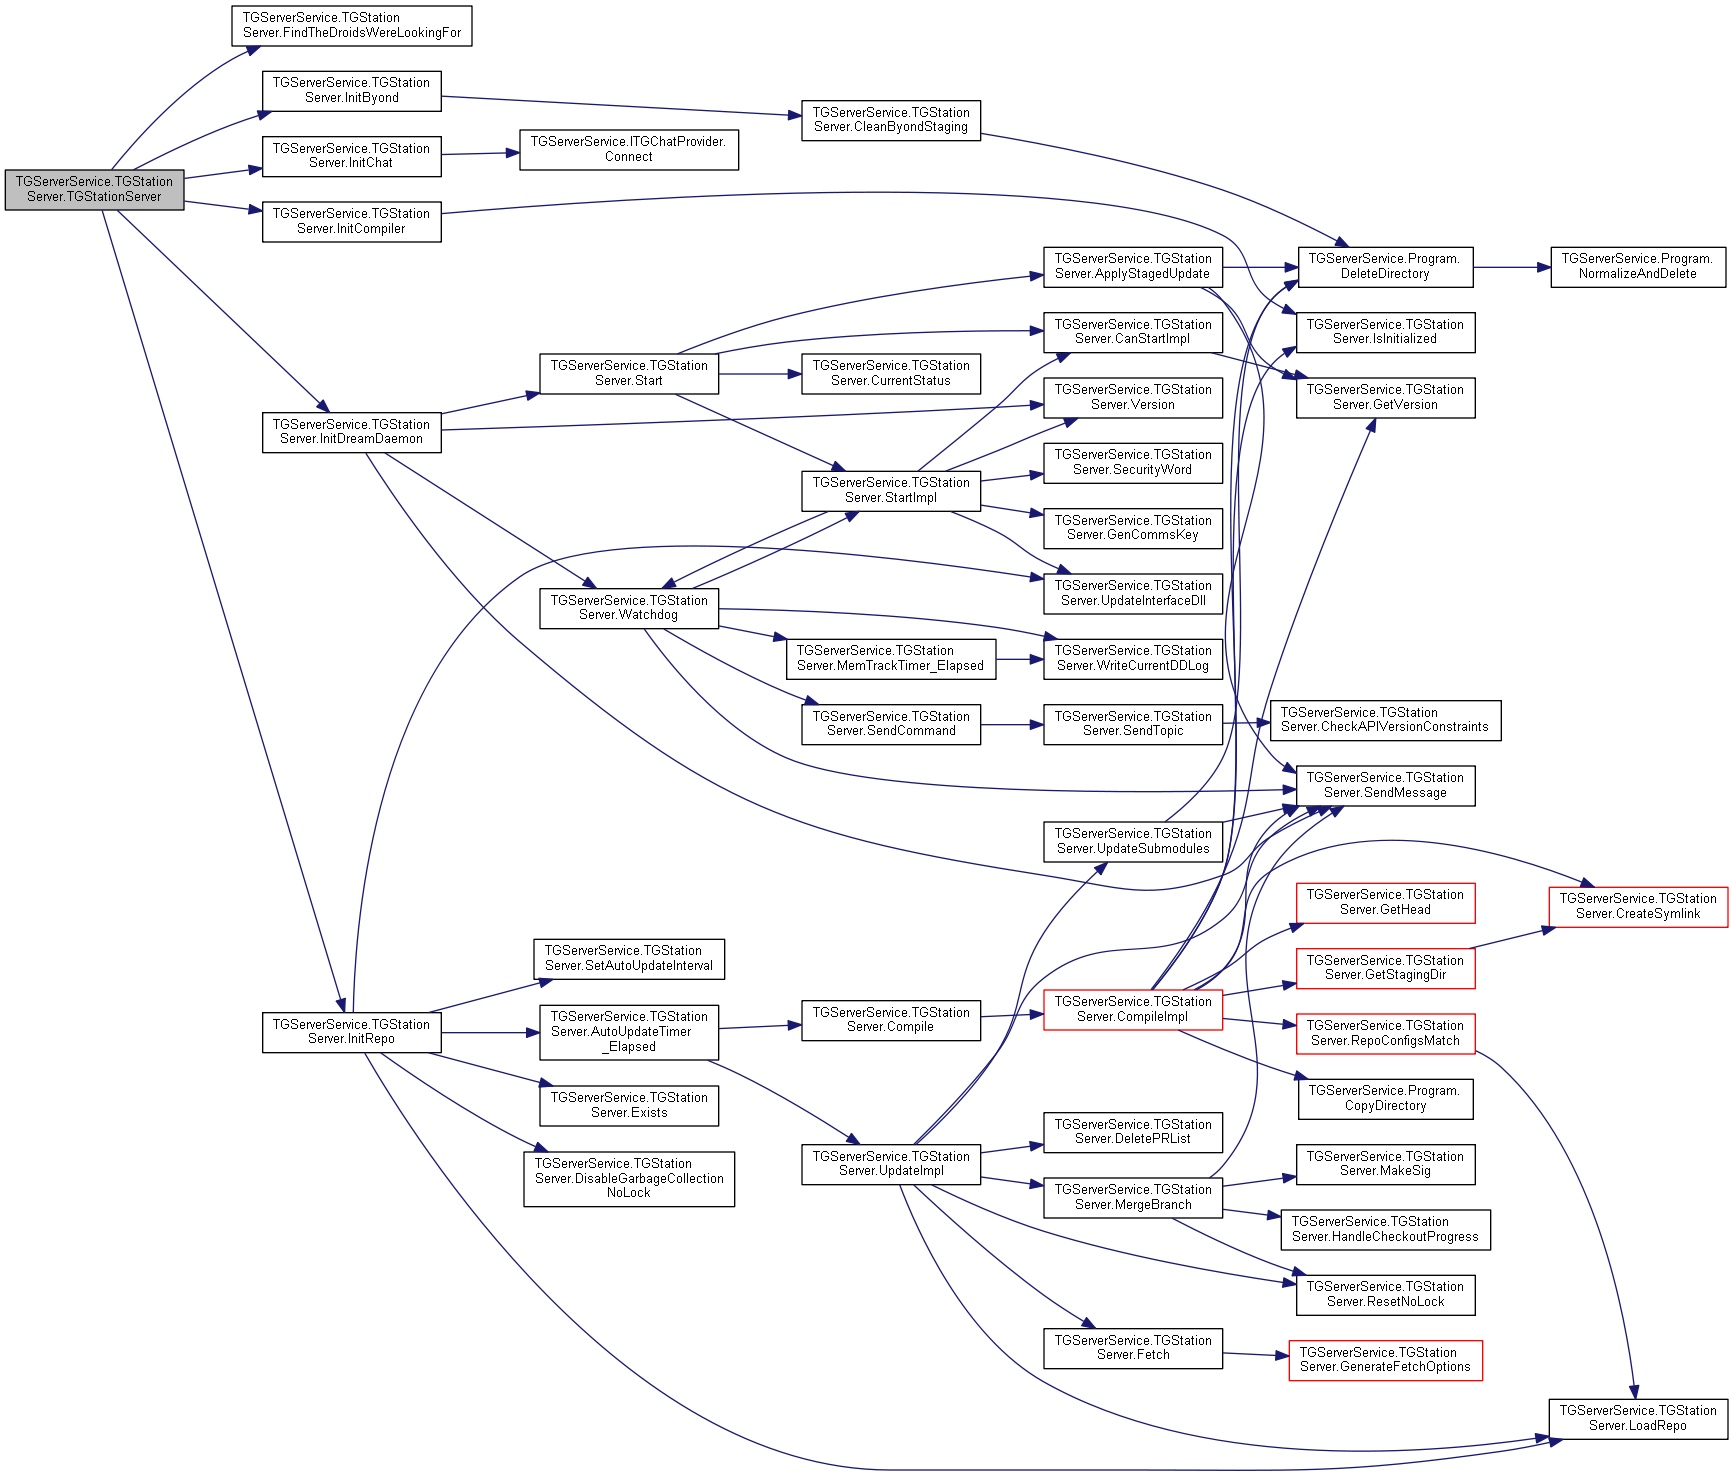 TGServerService.TGStation
Server.FindTheDroidsWereLookingFor
TGServerService.TGStation
Server.InitByond
TGServerService.TGStation
Server.CleanByondStaging
TGServerService.TGStation
Server.InitChat
TGServerService.ITGChatProvider.
Connect
TGServerService.TGStation
Server.TGStationServer
TGServerService.TGStation
Server.InitCompiler
TGServerService.TGStation
Server.ApplyStagedUpdate
TGServerService.Program.
DeleteDirectory
TGServerService.Program.
NormalizeAndDelete
TGServerService.TGStation
Server.CanStartImpl
TGServerService.TGStation
Server.IsInitialized
TGServerService.TGStation
Server.Start
TGServerService.TGStation
Server.CurrentStatus
TGServerService.TGStation
Server.Version
TGServerService.TGStation
Server.GetVersion
TGServerService.TGStation
Server.InitDreamDaemon
TGServerService.TGStation
Server.SecurityWord
TGServerService.TGStation
Server.StartImpl
TGServerService.TGStation
Server.GenCommsKey
TGServerService.TGStation
Server.UpdateInterfaceDll
TGServerService.TGStation
Server.Watchdog
TGServerService.TGStation
Server.MemTrackTimer_Elapsed
TGServerService.TGStation
Server.WriteCurrentDDLog
TGServerService.TGStation
Server.SendCommand
TGServerService.TGStation
Server.SendTopic
TGServerService.TGStation
Server.CheckAPIVersionConstraints
TGServerService.TGStation
Server.SendMessage
TGServerService.TGStation
Server.UpdateSubmodules
TGServerService.TGStation
Server.GetHead
TGServerService.TGStation
Server.CreateSymlink
TGServerService.TGStation
Server.SetAutoUpdateInterval
TGServerService.TGStation
Server.GetStagingDir
TGServerService.TGStation
Server.InitRepo
TGServerService.TGStation
Server.AutoUpdateTimer
_Elapsed
TGServerService.TGStation
Server.Compile
TGServerService.TGStation
Server.CompileImpl
TGServerService.TGStation
Server.RepoConfigsMatch
TGServerService.TGStation
Server.Exists
TGServerService.Program.
CopyDirectory
TGServerService.TGStation
Server.DisableGarbageCollection
NoLock
TGServerService.TGStation
Server.UpdateImpl
TGServerService.TGStation
Server.DeletePRList
TGServerService.TGStation
Server.MakeSig
TGServerService.TGStation
Server.MergeBranch
TGServerService.TGStation
Server.HandleCheckoutProgress
TGServerService.TGStation
Server.ResetNoLock
TGServerService.TGStation
Server.Fetch
TGServerService.TGStation
Server.GenerateFetchOptions
TGServerService.TGStation
Server.LoadRepo